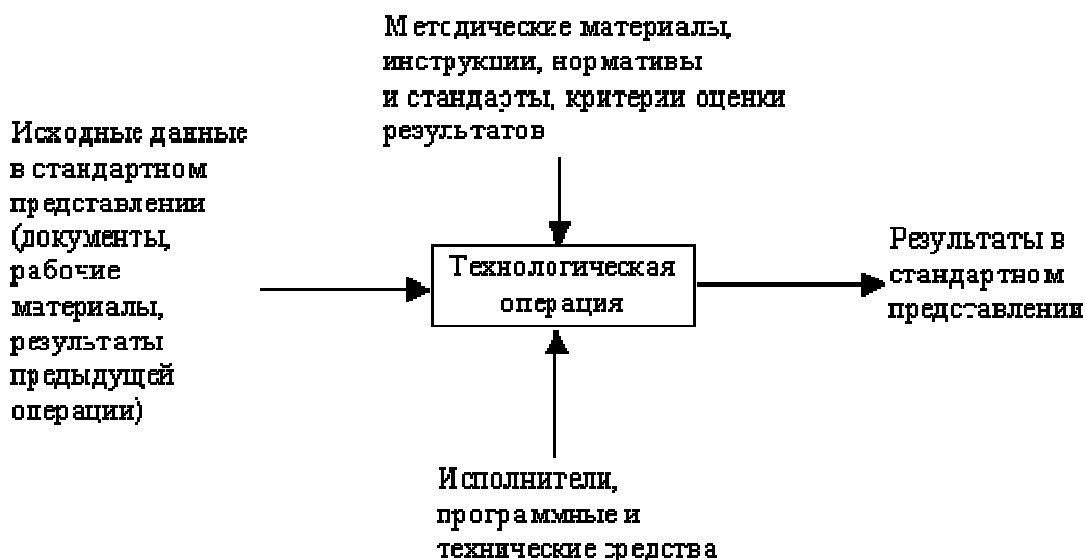 Методические материалы,
инструкции, нормативы
и стандарты, критерии оценки
результатов
Исходные данные
в стандартном
представлении
(документы,
рабочие
материалы,
результаты
предыдущей
операции)
Технологическая
операция
Результаты в
стандартном
представлении
Исполнители,
программные и
технические средства